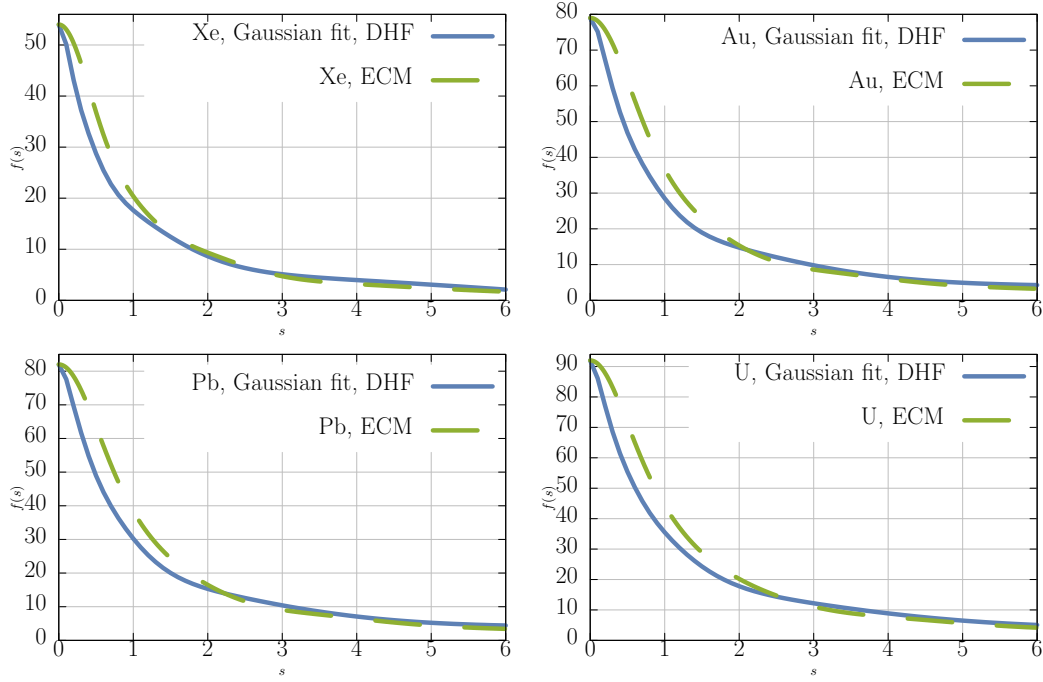 Xe, Gaussian fit, DHF
Xe, ECM
f(s)
50
40
30
20
10
0
0 1 2 3 4 5 6
s
Au, Gaussian fit, DHF
Au, ECM
f(s)
80
70
60
50
40
30
20
10
0
0 1 2 3 4 5 6
s
Pb, Gaussian fit, DHF
Pb, ECM
f(s)
80
70
60
50
40
30
20
10
0
0 1 2 3 4 5 6
s
U, Gaussian fit, DHF
U, ECM
f(s)
90
80
70
60
50
40
30
20
10
0
0 1 2 3 4 5 6
s